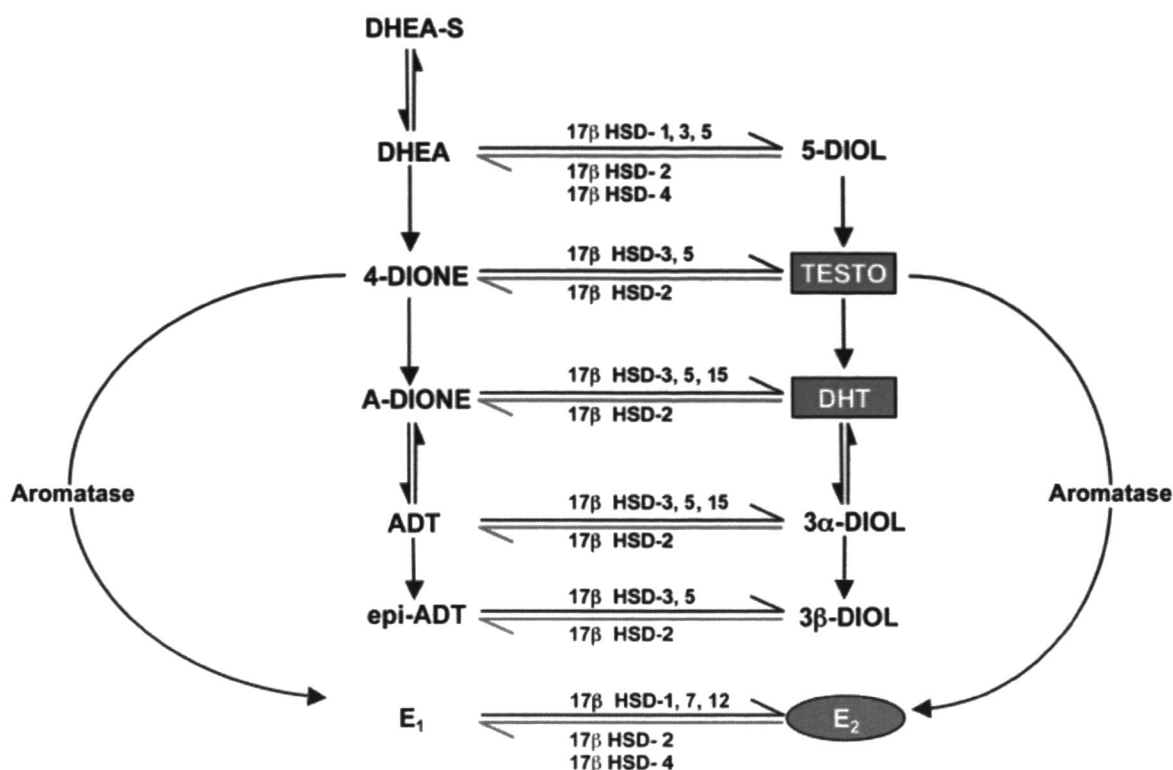 DHEA-S
17β HSD- 1, 3, 5
DHEA
5-DIOL
17β HSD- 2
17β HSD- 4
17β HSD-3, 5
4-DIONE
TESTO
17β HSD-2
17β HSD-3, 5, 15
A-DIONE
DHT
17β HSD-2
Aromatase
Aromatase
17β HSD-3, 5, 15
ADT
3α-DIOL
17β HSD-2
17β HSD-3, 5
epi-ADT
3β-DIOL
17β HSD-2
17β HSD-1, 7, 12
E₁
E₂
17β HSD- 2
17β HSD- 4